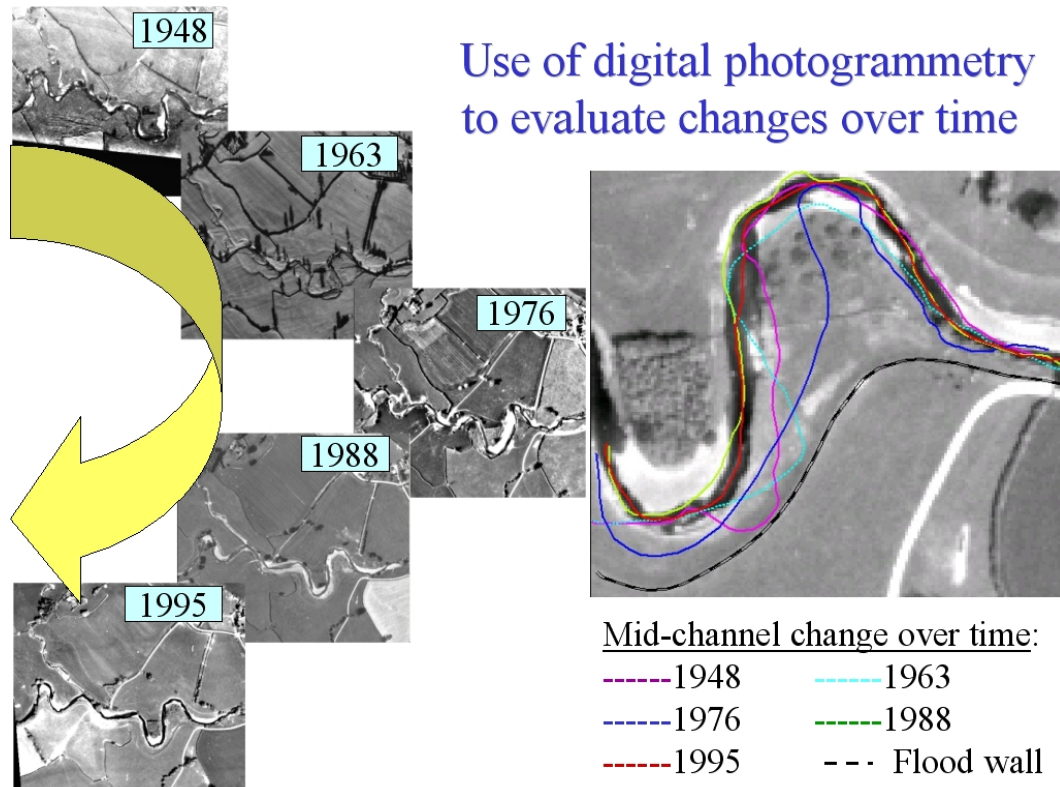 Use of digital photogrammetry
to evaluate changes over time
1948
1963
1976
1988
1995
Mid-channel change over time:
------1948 ------1963
------1976 ------1988
------1995 - - - Flood wall